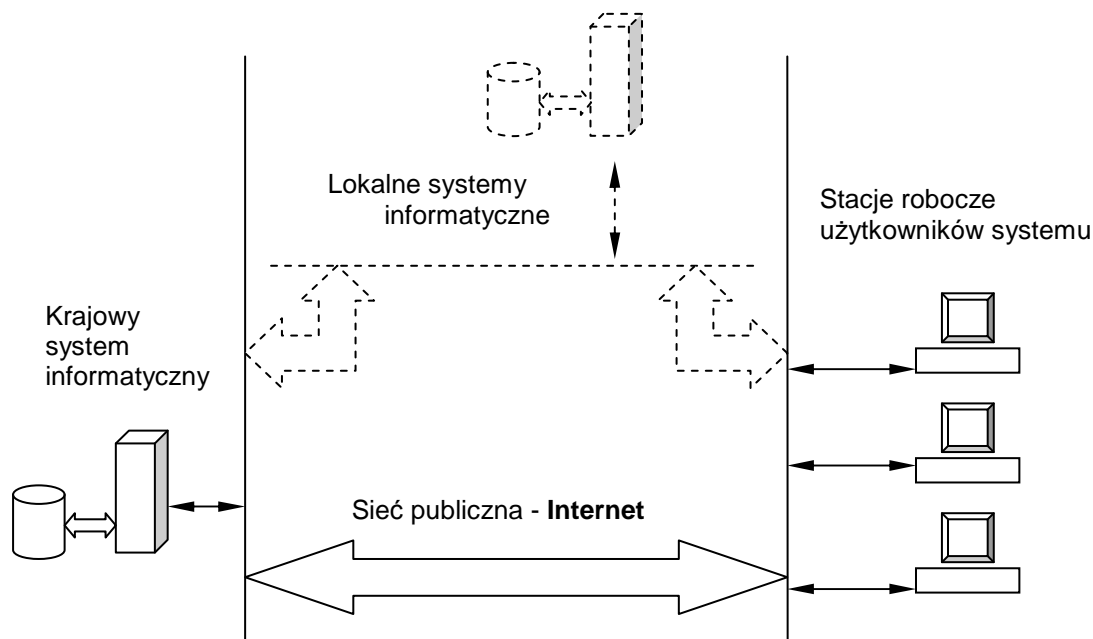 Lokalne systemy
informatyczne
Stacje robocze
użytkowników systemu
Krajowy
system
informatyczny
Sieć publiczna - Internet